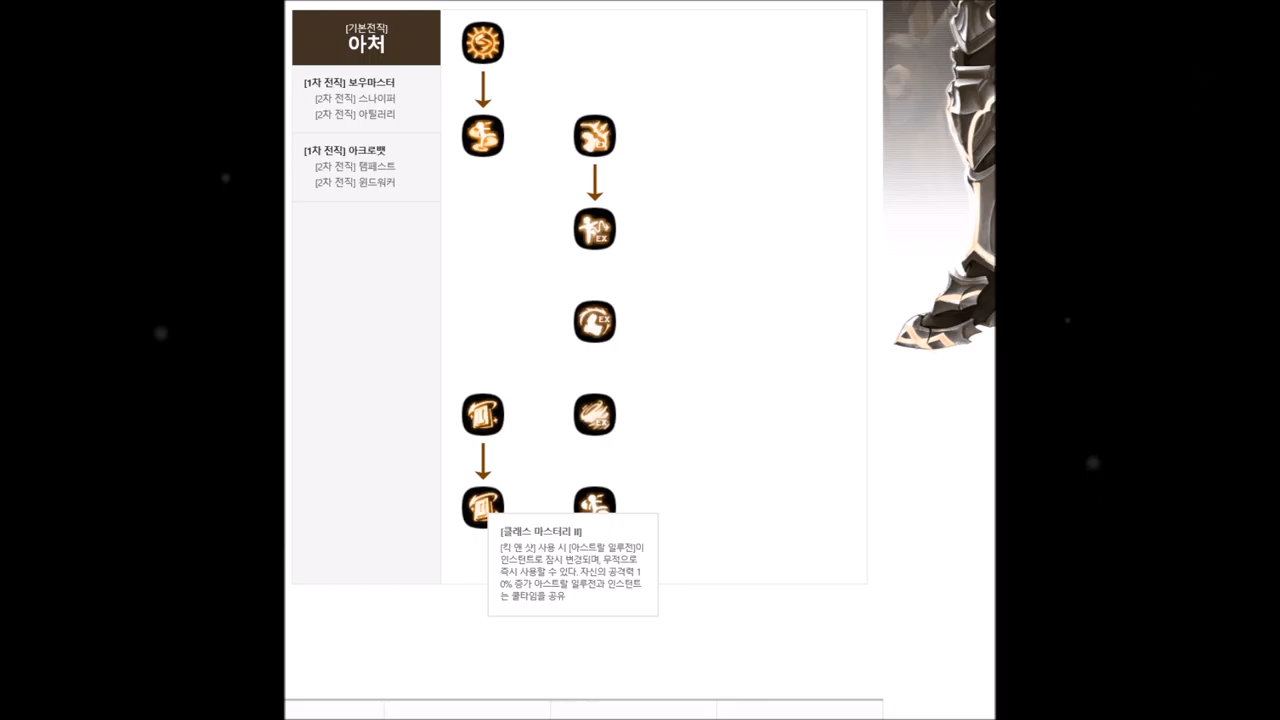 [기본전직]
아처
[1차 전직] 보우마스터
[2차 전직] 스나이퍼
[2차 전직] 아틸러리
[1차 전직] 아크로뱃
[2차 전직] 템페스트
[2차 전직] 윈드워커
EX
EX
EX
EX
[클래스 마스터리 II]
[킥 앤 샷] 사용 시 [아스트랄 일루전]이
인스턴트로 잠시 변경되며, 무적으로
즉시 사용할 수 있다. 자신의 공격력 1
0% 증가 아스트랄 일루전과 인스턴트
는 쿨타임을 공유